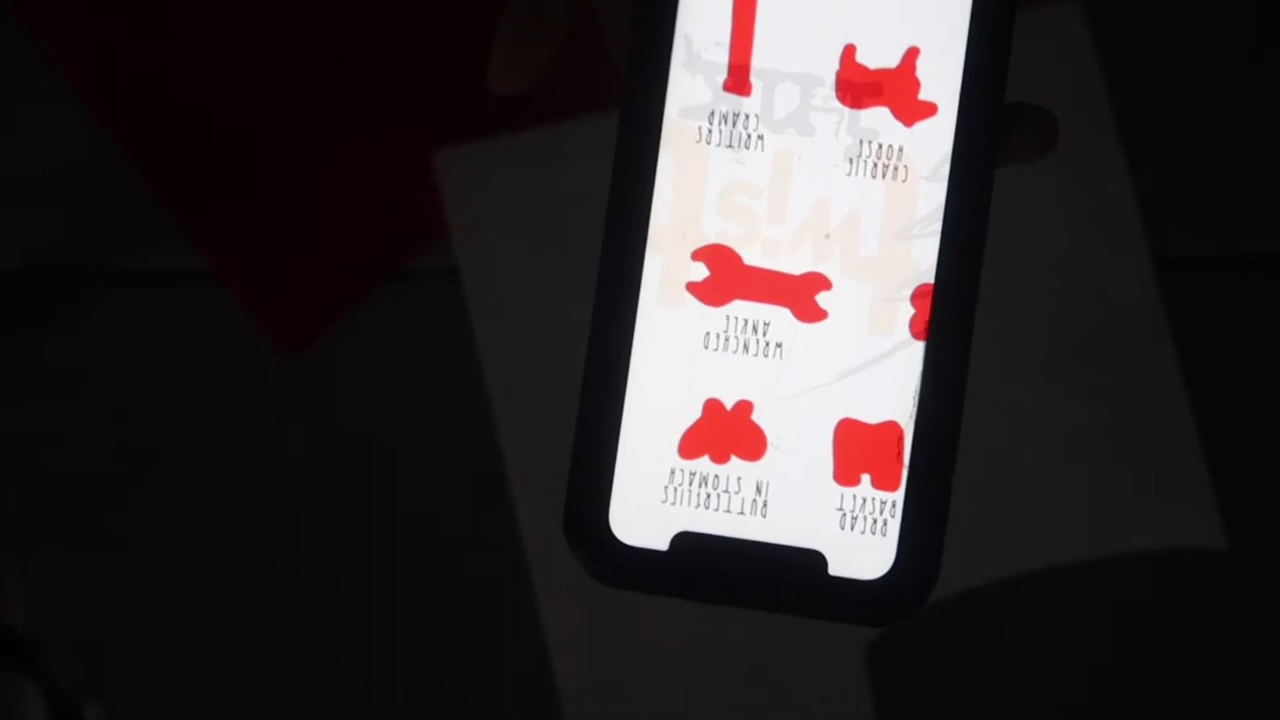 BREAD
BASKET
BUTTERFLIES
IN STOMACH
WRENCHED
ANKLE
CHARLIE
HORSE
WRITERS
CRAMP